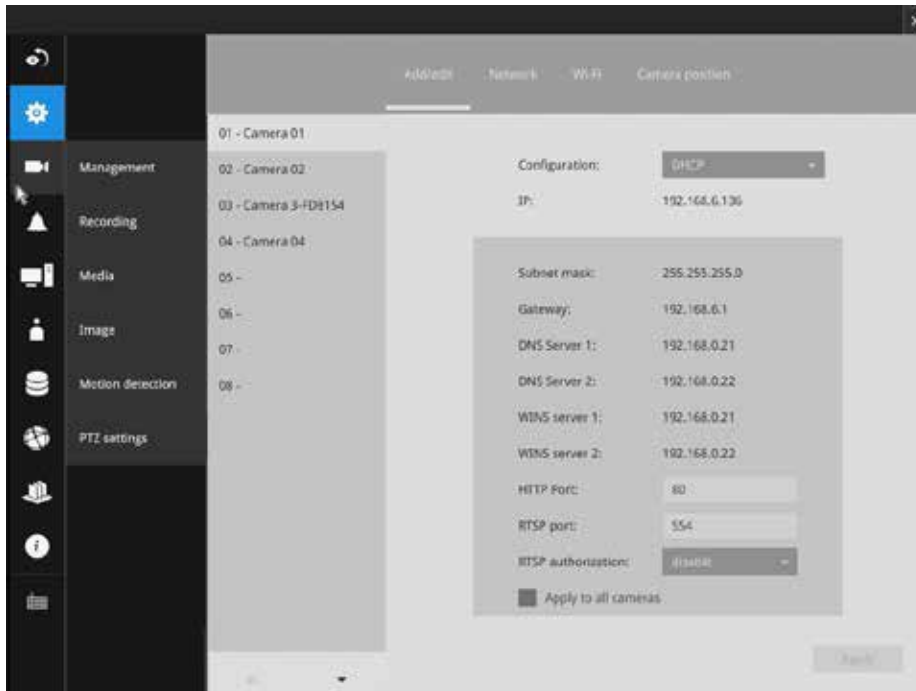 Add/edit Network Wi-Fi Camera position
01 - Camera 01
Management
02 - Camera 02
03 - Camera 3-FD8154
Recording
04 - Camera 04
Media
05 -
06 -
Image
07 -
Motion detection
08 -
PTZ settings
Configuration: DHCP
IP: 192.168.6.136
Subnet mask: 255.255.255.0
Gateway: 192.168.6.1
DNS Server 1: 192.168.0.21
DNS Server 2: 192.168.0.22
WINS server 1: 192.168.0.21
WINS server 2: 192.168.0.22
HTTP Port: 80
RTSP port: 554
RTSP authorization: disable
Apply to all cameras
Apply